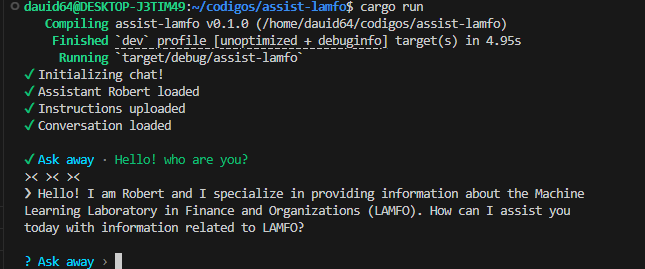 dauid64@DESKTOP-J3TIM49:~/codigos/assist-lamfo$ cargo run
Compiling assist-lamfo v0.1.0 (/home/dauid64/codigos/assist-lamfo)
Finished `dev` profile [unoptimized + debuginfo] target(s) in 4.95s
Running `target/debug/assist-lamfo`
✓ Initializing chat!
✓ Assistant Robert loaded
✓ Instructions uploaded
✓ Conversation loaded
✓ Ask away · Hello! who are you?
>< >< ><
❯ Hello! I am Robert and I specialize in providing information about the Machine
Learning Laboratory in Finance and Organizations (LAMFO). How can I assist you
today with information related to LAMFO?
? Ask away ›